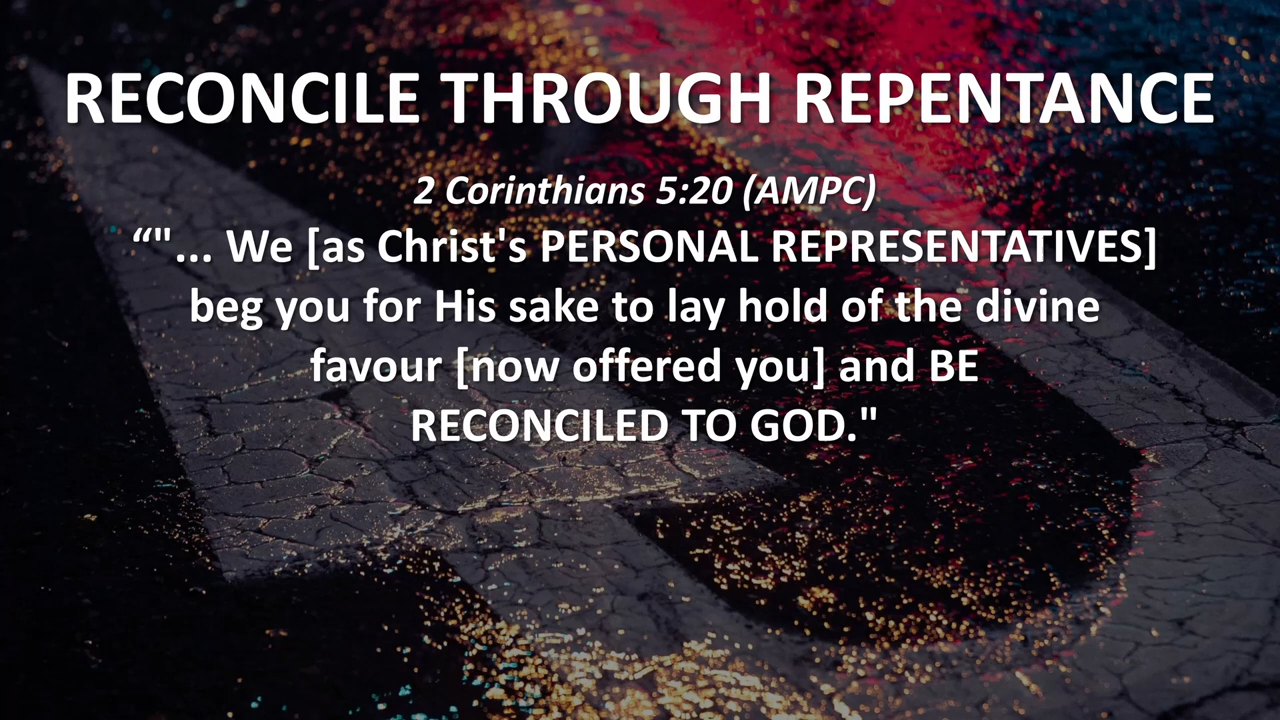 RECONCILE THROUGH REPENTANCE
2 Corinthians 5:20 (AMPC)
“"... We [as Christ's PERSONAL REPRESENTATIVES]
beg you for His sake to lay hold of the divine
favour [now offered you] and BE
RECONCILED TO GOD."